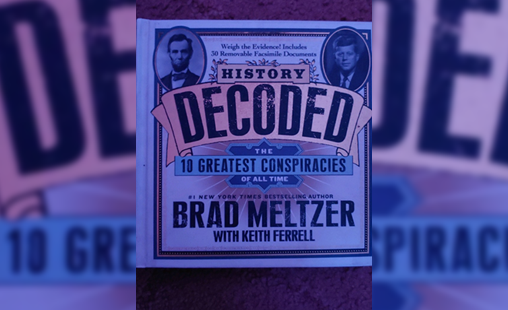 Weigh the Evidence! Includes
30 Removable Facsimile Documents
HISTORY
DECODED
THE
10 GREATEST CONSPIRACIES
OF ALL TIME
#1 NEW YORK TIMES BESTSELLING AUTHOR
BRAD MELTZER
WITH KEITH FERRELL